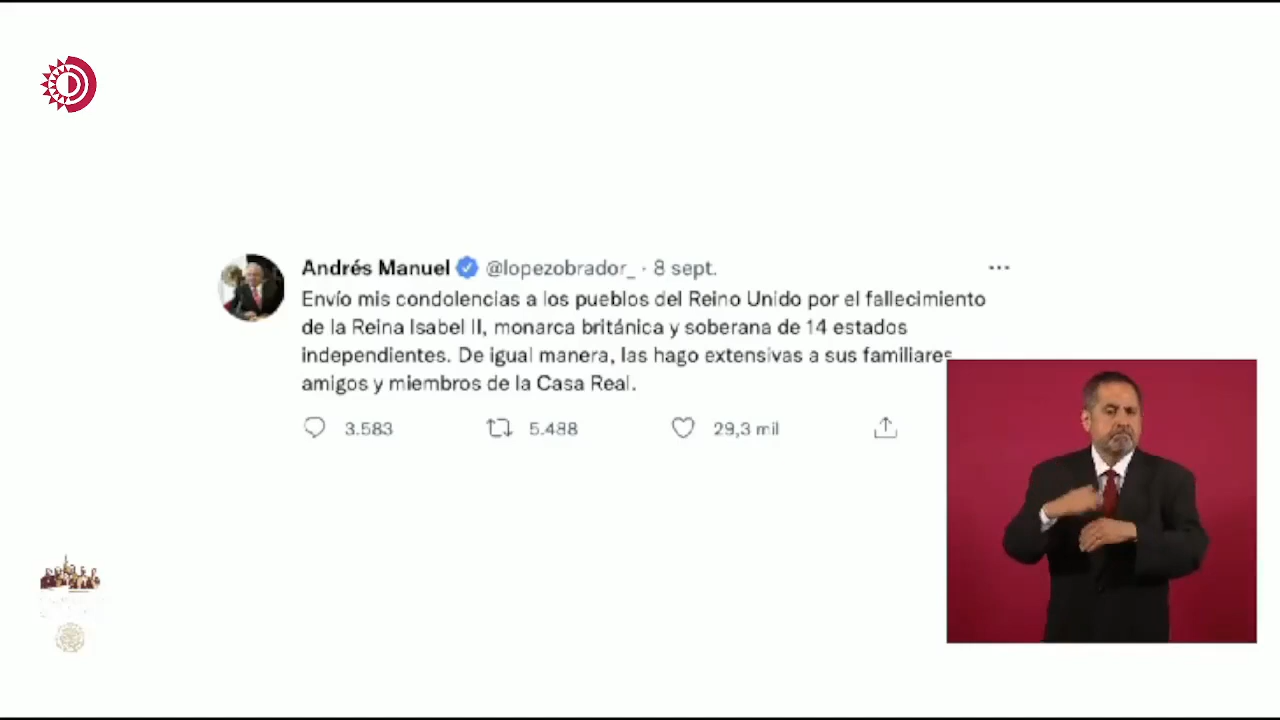 Andrés Manuel @lopezobrador_ · 8 sept.
Envío mis condolencias a los pueblos del Reino Unido por el fallecimiento
de la Reina Isabel II, monarca británica y soberana de 14 estados
independientes. De igual manera, las hago extensivas a sus familiares
amigos y miembros de la Casa Real.
3.583 5.488 29,3 mil